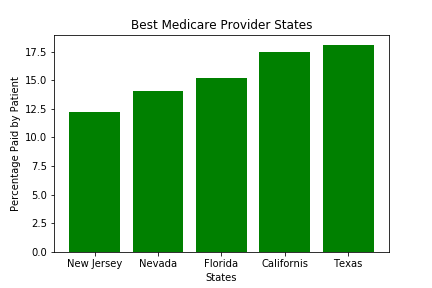 Best Medicare Provider States
Percentage Paid by Patient
17.5
15.0
12.5
10.0
7.5
5.0
2.5
0.0
New Jersey Nevada Florida Californis Texas
States